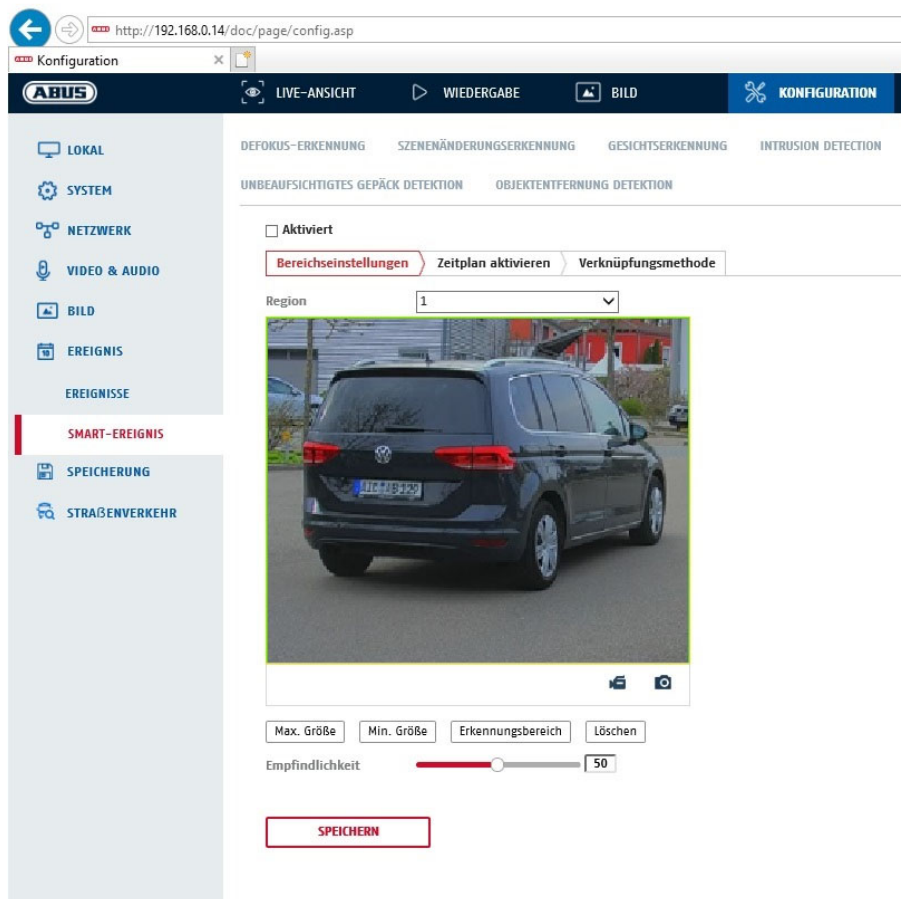 http://192.168.0.14/doc/page/config.asp
Konfiguration
ABUS
LIVE-ANSICHT WIEDERGABE BILD KONFIGURATION
LOKAL
SYSTEM
NETZWERK
VIDEO & AUDIO
BILD
EREIGNIS
EREIGNISSE
SMART-EREIGNIS
SPEICHERUNG
STRAßENVERKEHR
DEFOKUS-ERKENNUNG SZENENÄNDERUNGSERKENNUNG GESICHTSERKENNUNG INTRUSION DETECTION
UNBEAUFSICHTIGTES GEPÄCK DETEKTION OBJEKTENTFERNUNG DETEKTION
Aktiviert
Bereichseinstellungen Zeitplan aktivieren Verknüpfungsmethode
Region 1
Max. Größe Min. Größe Erkennungsbereich Löschen
Empfindlichkeit 50
SPEICHERN